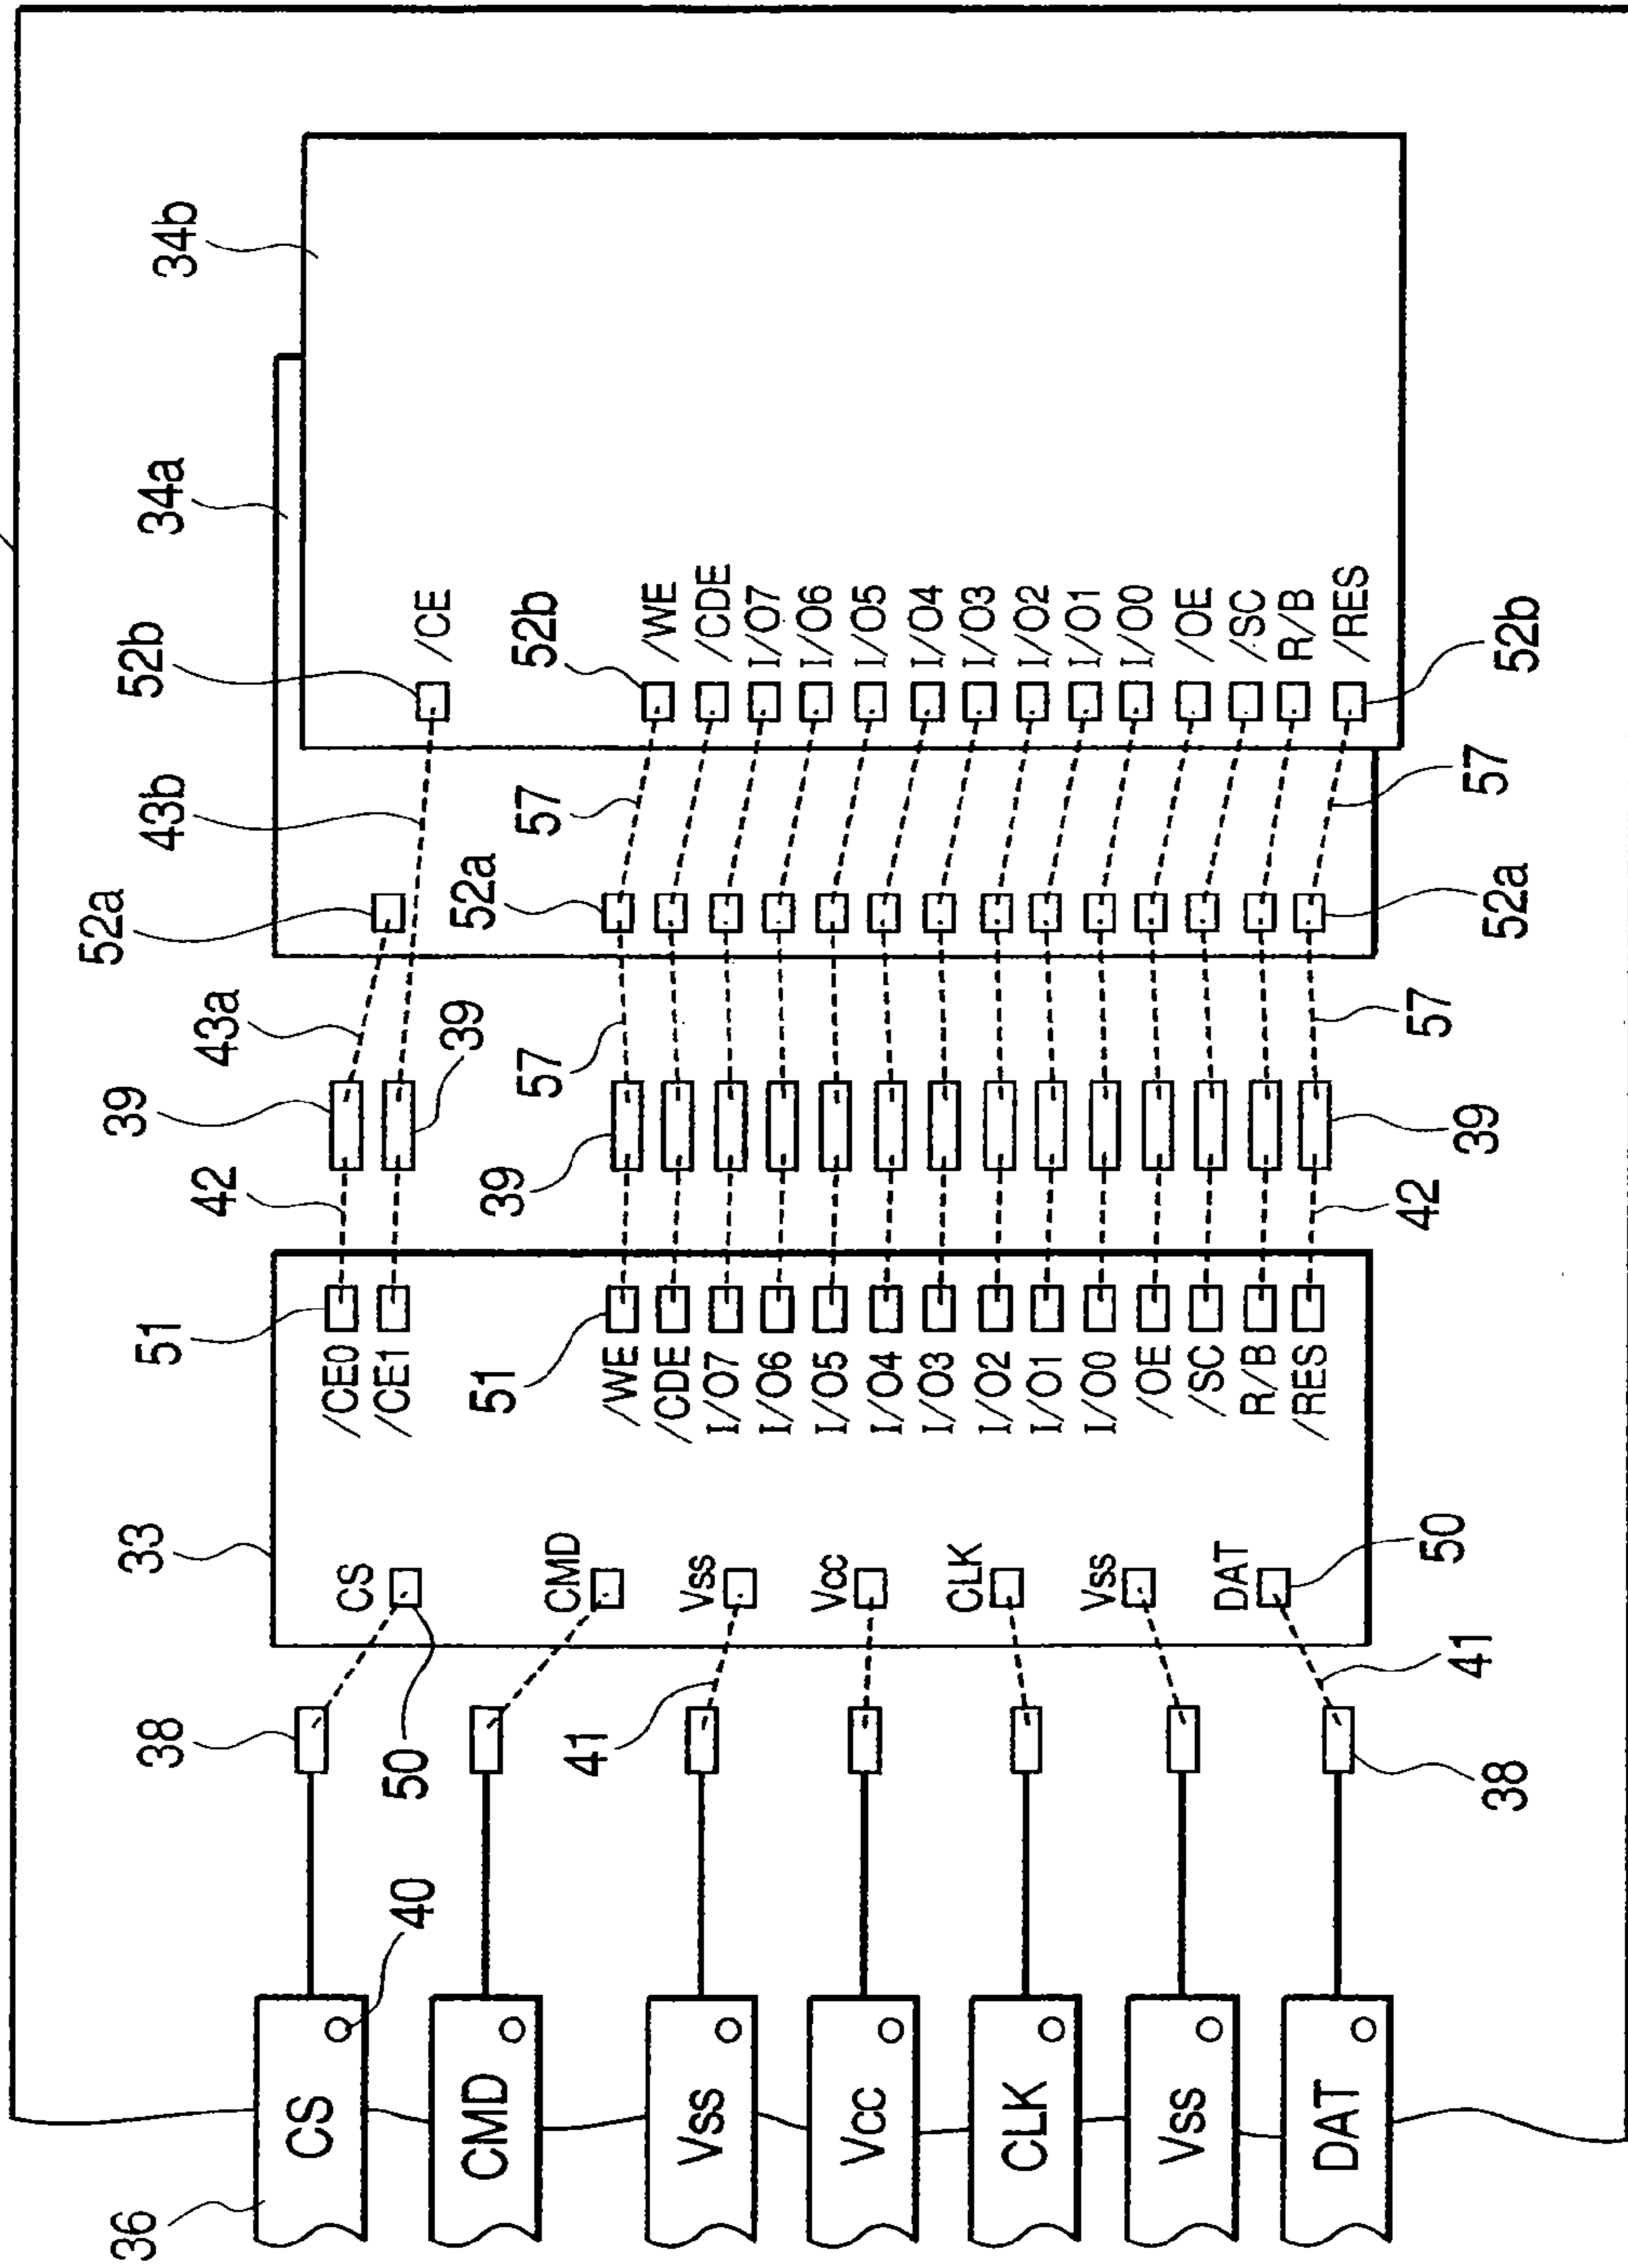 34b
34a
52b
/CE
52b
/WE
/CDE
I/O7
I/O6
I/O5
I/O4
I/O3
I/O2
I/O1
I/O0
/OE
/SC
R/B
/RES
52b
43b
57
57
52a
52a
52a
43a
39
57
57
39
39
39
42
42
51
/CE0
/CE1
51
/WE
/CDE
I/O7
I/O6
I/O5
I/O4
I/O3
I/O2
I/O1
I/O0
/OE
/SC
R/B
/RES
33
CS
CMD
Vss
Vcc
CLK
Vss
DAT
50
50
41
41
38
38
40
36
CS
CMD
Vss
Vcc
CLK
Vss
DAT